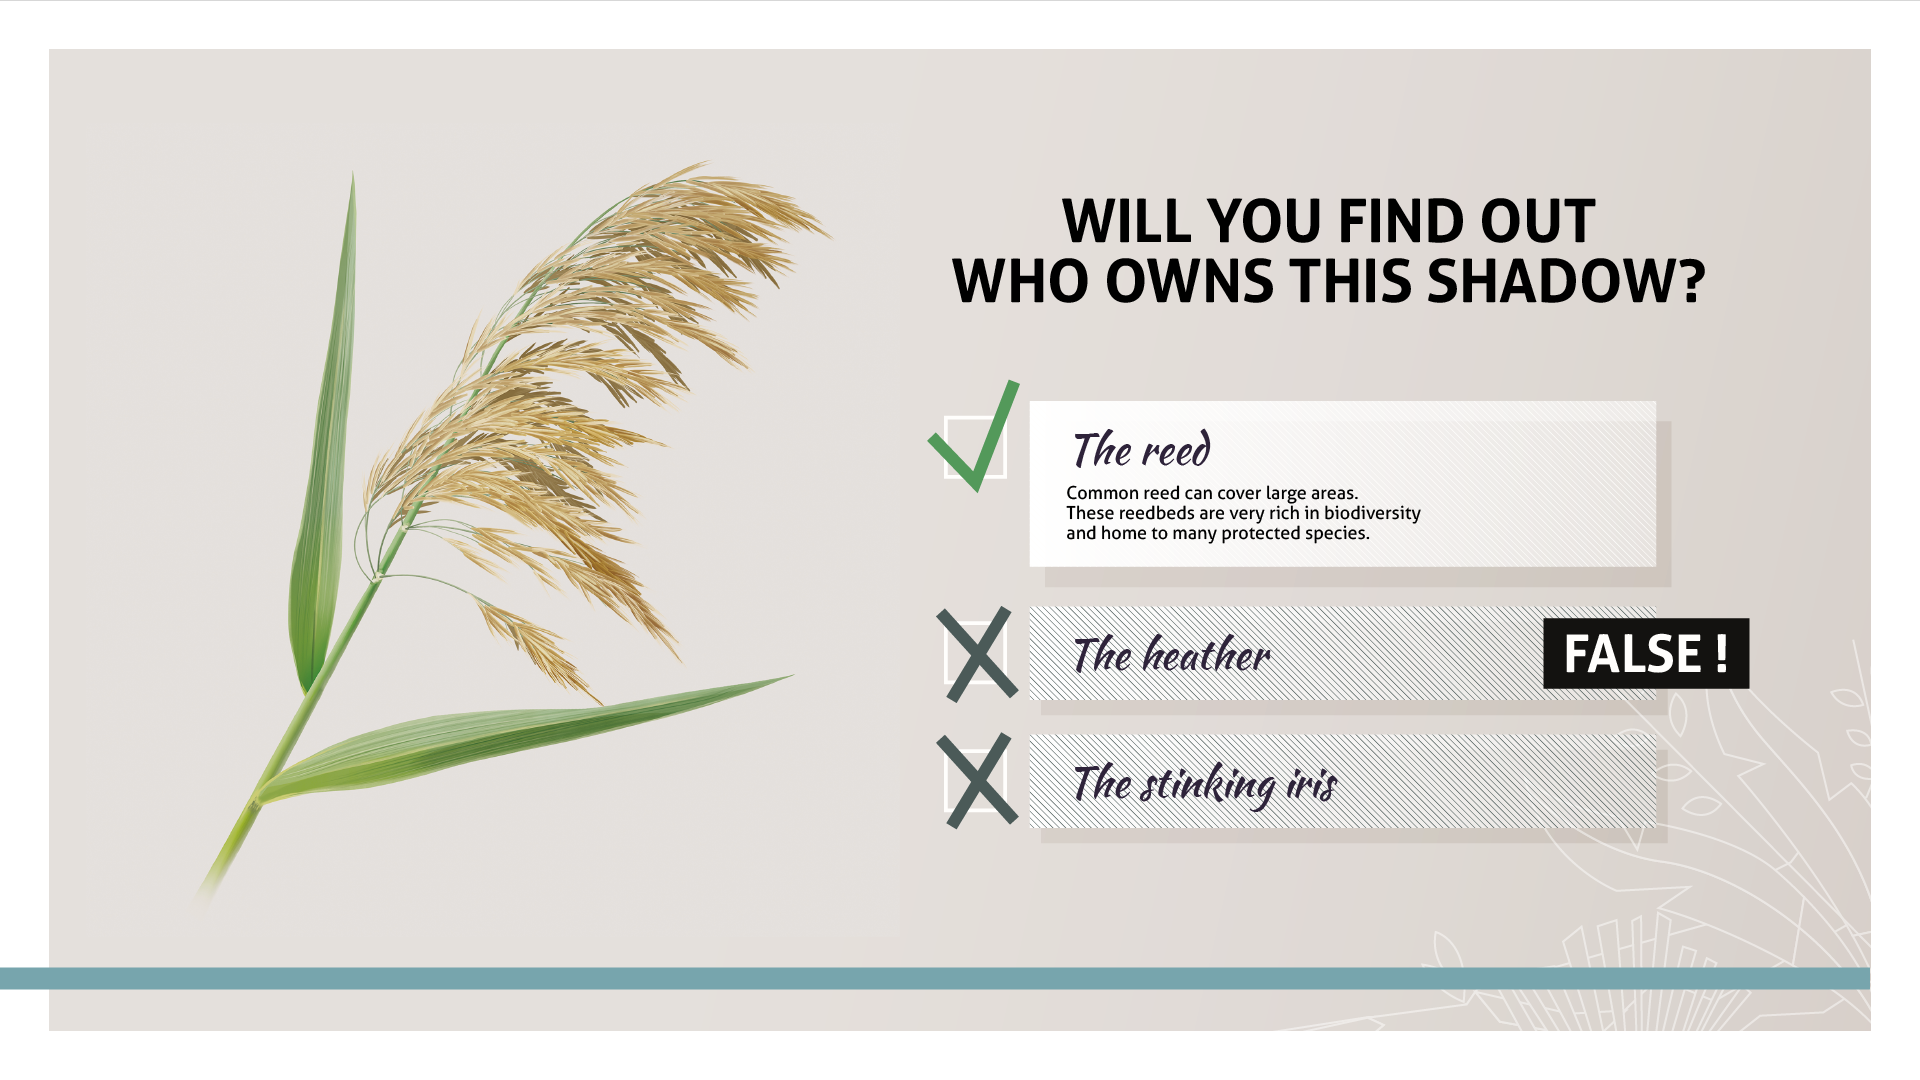 WILL YOU FIND OUT
WHO OWNS THIS SHADOW?
The reed
Common reed can cover large areas.
These reedbeds are very rich in biodiversity
and home to many protected species.
The heather
FALSE !
The stinking iris